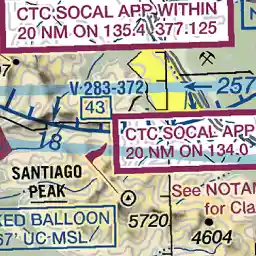 CTC SOCAL APP WITHIN
20 NM ON 135.4 377.125
V 283-372
257
43
18
CTC SOCAL APP
20 NM ON 134.0
SANTIAGO
PEAK
See NOTAM
for Cla
KED BALLOON
67' UC MSL
5720
4604